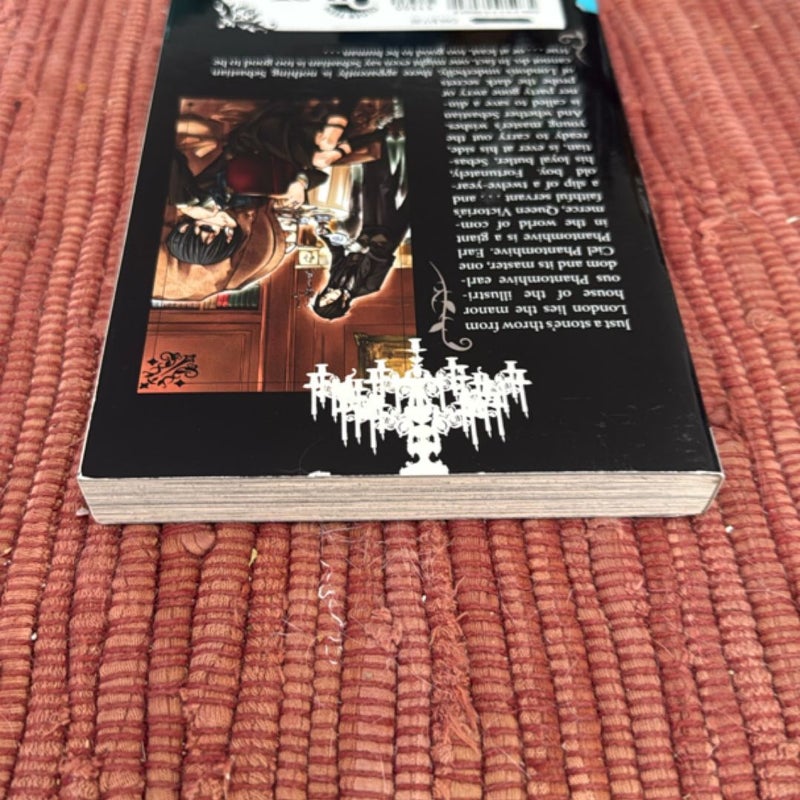 Just a stone's throw from
London lies the manor
house of the illustri-
ous Phantomhive earl-
dom and its master, one
Ciel Phantomhive. Earl
Phantomhive is a giant
in the world of com-
merce, Queen Victoria's
faithful servant ... and
a slip of a twelve-year-
old boy. Fortunately,
his loyal butler, Sebas-
tian, is ever at his side,
ready to carry out the
young master's wishes.
And whether Sebastian
is called to save a din-
ner party gone awry or
probe the dark secrets
of London's underbelly,
there apparently is nothing Sebastian
cannot do. In fact, one might even say Sebastian is too good to be
true ... or at least, too good to be human ...